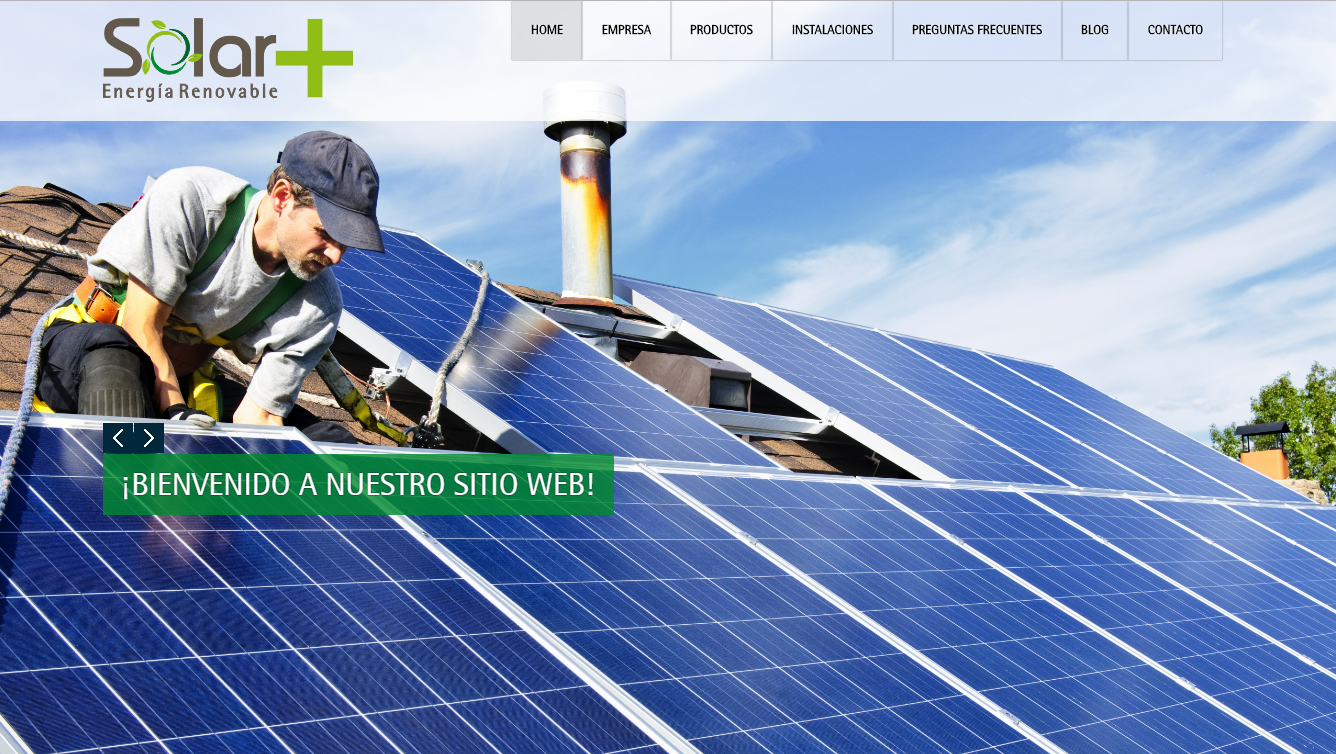 Solar+
Energía Renovable
HOME
EMPRESA
PRODUCTOS
INSTALACIONES
PREGUNTAS FRECUENTES
BLOG
CONTACTO
¡BIENVENIDO A NUESTRO SITIO WEB!